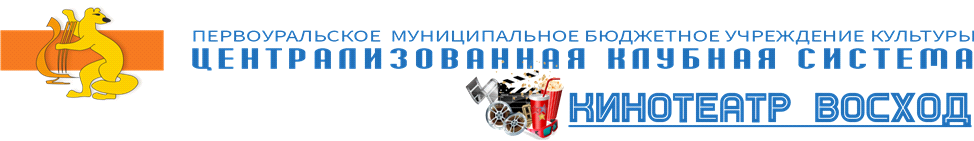 ПЕРВОУРАЛЬСКОЕ МУНИЦИПАЛЬНОЕ БЮДЖЕТНОЕ УЧРЕЖДЕНИЕ КУЛЬТУРЫ
ЦЕНТРАЛИЗОВАННАЯ КЛУБНАЯ СИСТЕМА
КИНОТЕАТР ВОСХОД